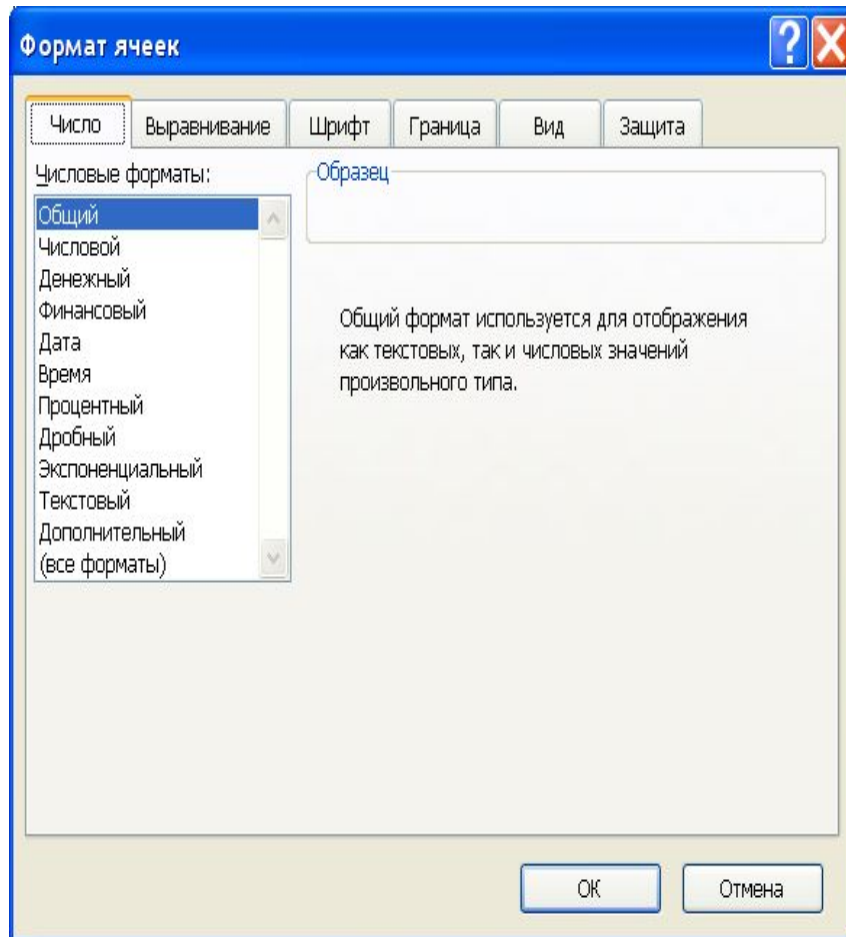 Формат ячеек
Число Выравнивание Шрифт Граница Вид Защита
Числовые форматы:
Образец
Общий
Числовой
Денежный
Финансовый
Дата
Время
Процентный
Дробный
Экспоненциальный
Текстовый
Дополнительный
(все форматы)
Общий формат используется для отображения
как текстовых, так и числовых значений
произвольного типа.
ОК Отмена